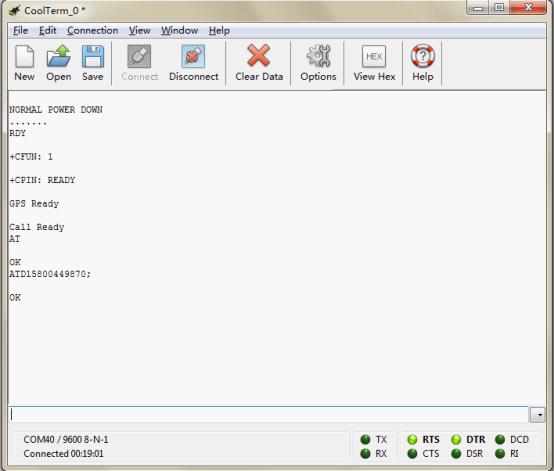 CoolTerm_0 *
File Edit Connection View Window Help
New Open Save Connect Disconnect Clear Data Options HEX View Hex Help
NORMAL POWER DOWN
.......
RDY
+CFUN: 1
+CPIN: READY
GPS Ready
Call Ready
AT
OK
ATD15800449870;
OK
COM40 / 9600 8-N-1
Connected 00:19:01
TX RTS DTR DCD
RX CTS DSR RI